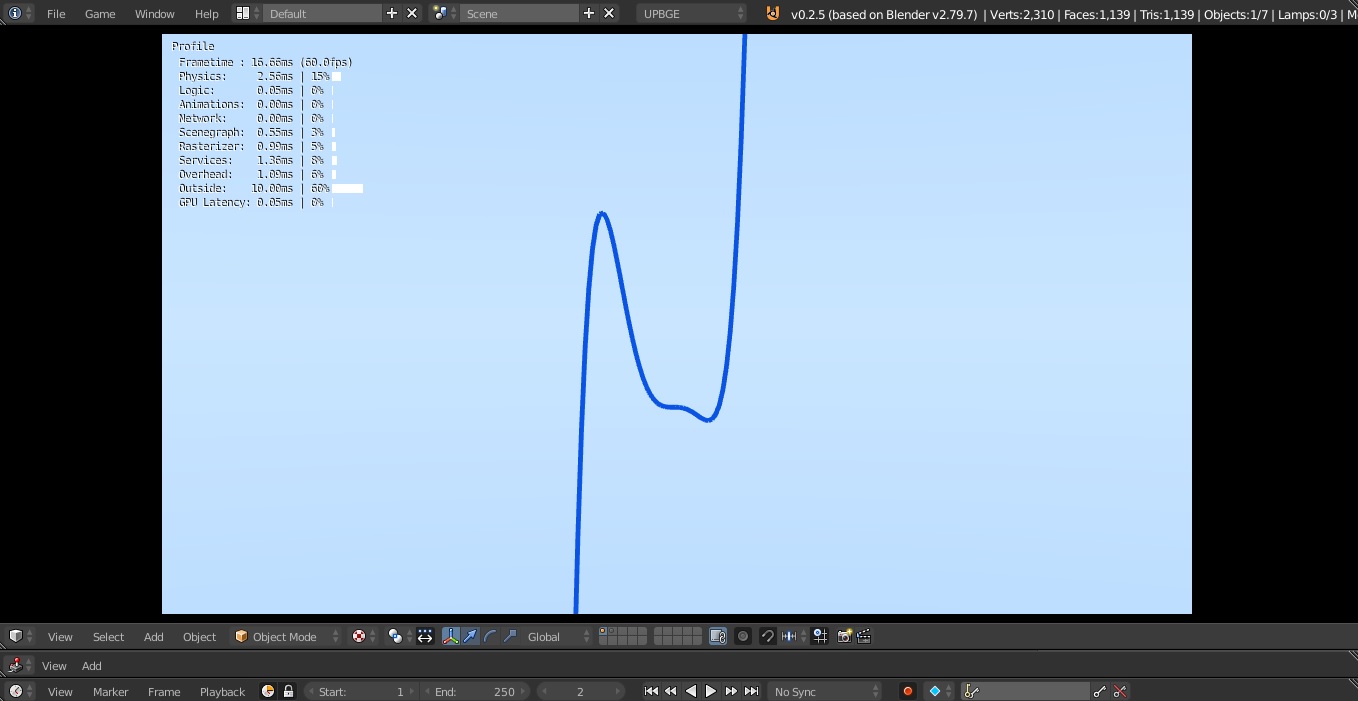 File Game Window Help Default Scene UPBGE v0.2.5 (based on Blender v2.79.7) | Verts:2,310 | Faces:1,139 | Tris:1,139 | Objects:1/7 | Lamps:0/3 | M
Profile
Frametime : 16.66ms (60.0fps)
Physics: 2.56ms | 15%
Logic: 0.05ms | 0%
Animations: 0.00ms | 0%
Network: 0.00ms | 0%
Scenegraph: 0.55ms | 3%
Rasterizer: 0.99ms | 5%
Services: 1.36ms | 8%
Overhead: 1.09ms | 6%
Outside: 10.00ms | 60%
GPU Latency: 0.05ms | 0%
View Select Add Object Object Mode Global
View Add
View Marker Frame Playback Start: 1 End: 250 2 No Sync